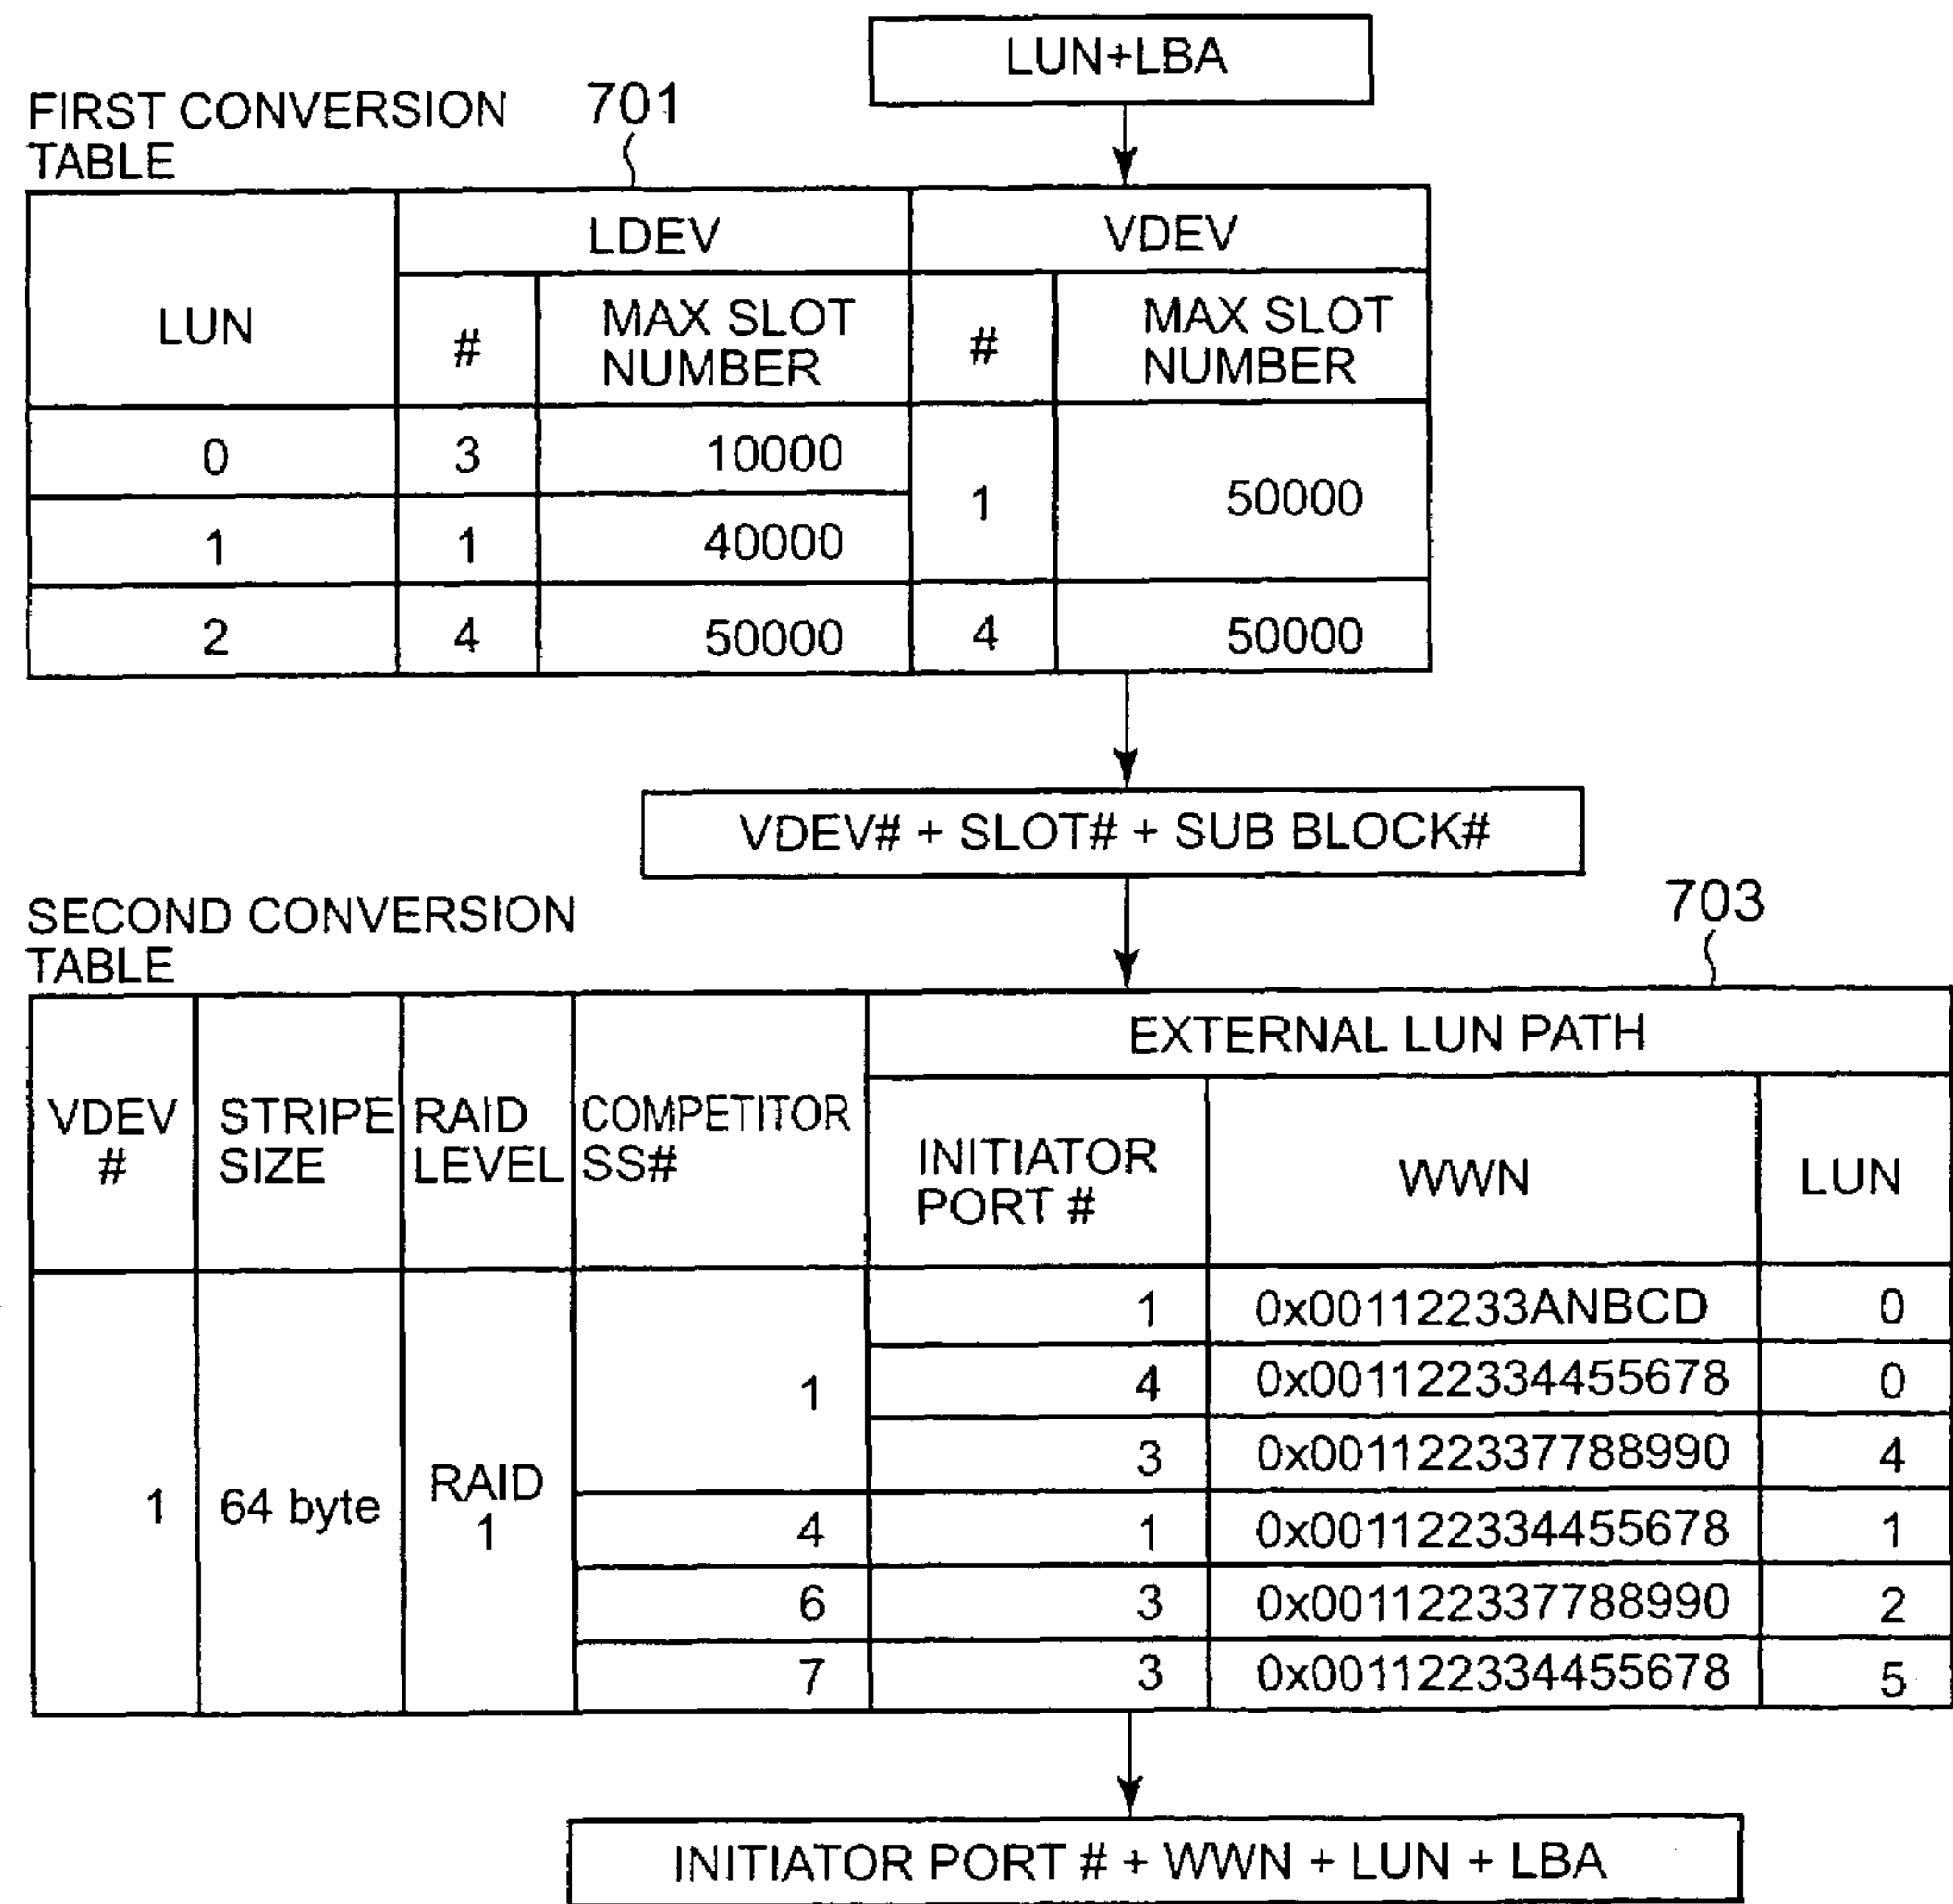 LUN+LBA
FIRST CONVERSION
TABLE
701
LUN
LDEV
VDEV
#
MAX SLOT
NUMBER
#
MAX SLOT
NUMBER
0 3 10000 1 50000
1 1 40000
2 4 50000 4 50000
VDEV# + SLOT# + SUB BLOCK#
SECOND CONVERSION
TABLE
703
VDEV
#
STRIPE
SIZE
RAID
LEVEL
COMPETITOR
SS#
EXTERNAL LUN PATH
INITIATOR
PORT #
WWN
LUN
1 64 byte RAID
1
1 1 0x00112233ANBCD 0
4 0x001122334455678 0
3 0x001122337788990 4
4 1 0x001122334455678 1
6 3 0x001122337788990 2
7 3 0x001122334455678 5
INITIATOR PORT # + WWN + LUN + LBA